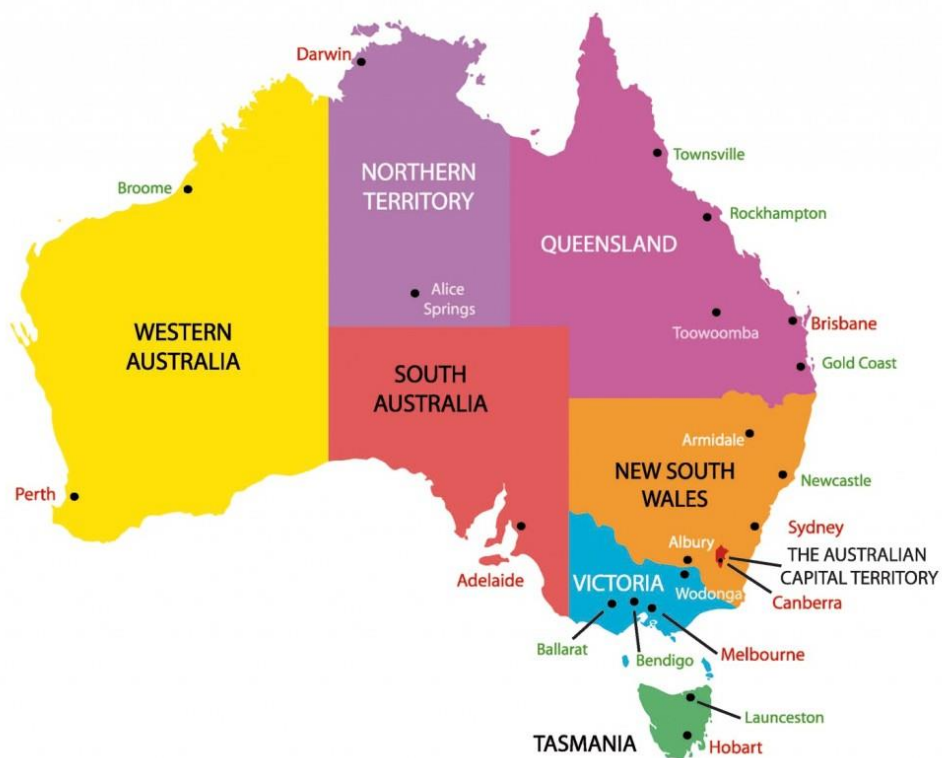 Darwin
Townsville
NORTHERN
TERRITORY
Broome
Rockhampton
QUEENSLAND
Alice
Springs
WESTERN
AUSTRALIA
Toowoomba
Brisbane
SOUTH
AUSTRALIA
Gold Coast
Armidale
NEW SOUTH
WALES
Newcastle
Perth
Sydney
Albury
THE AUSTRALIAN
CAPITAL TERRITORY
Adelaide
VICTORIA
Wodonga
Canberra
Ballarat
Bendigo
Melbourne
Launceston
TASMANIA
Hobart